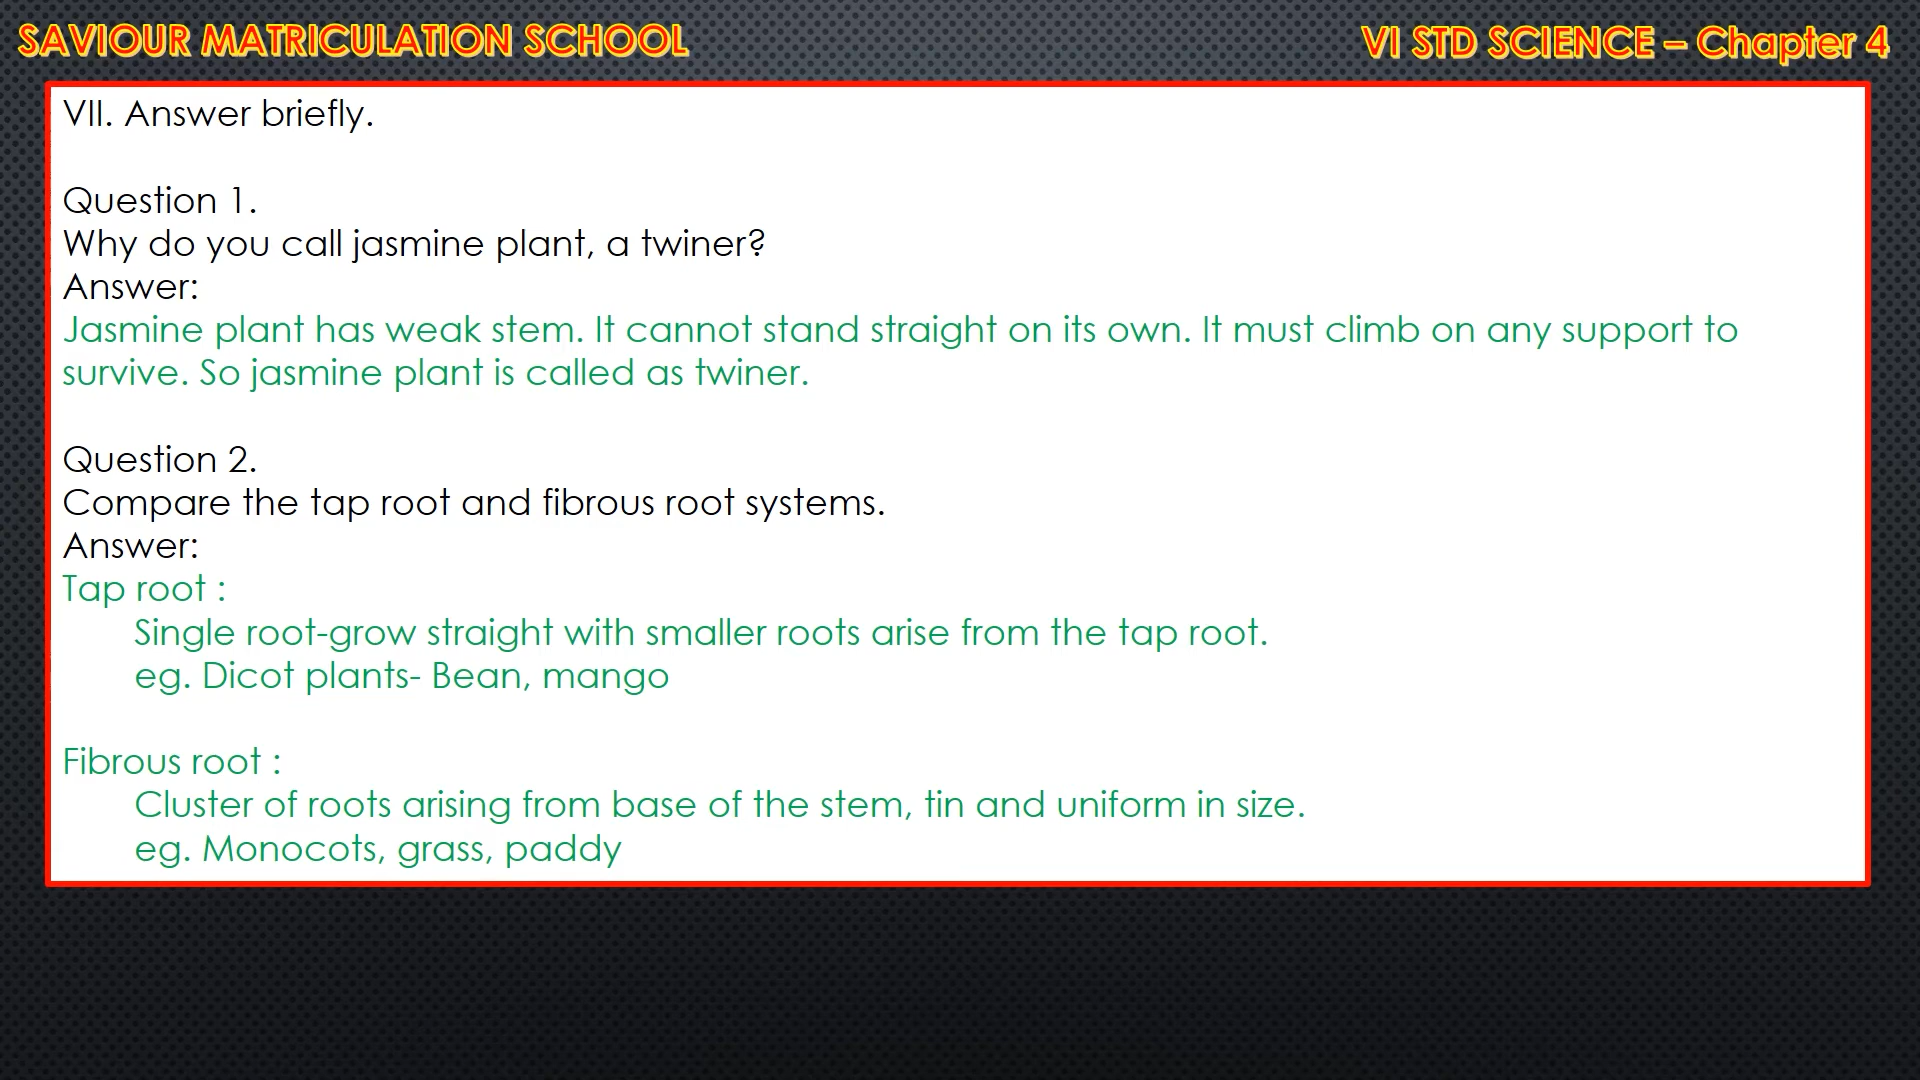 SAVIOUR MATRICULATION SCHOOL
VI STD SCIENCE – Chapter 4
VII. Answer briefly.
Question 1.
Why do you call jasmine plant, a twiner?
Answer:
Jasmine plant has weak stem. It cannot stand straight on its own. It must climb on any support to
survive. So jasmine plant is called as twiner.
Question 2.
Compare the tap root and fibrous root systems.
Answer:
Tap root :
Single root-grow straight with smaller roots arise from the tap root.
eg. Dicot plants- Bean, mango
Fibrous root :
Cluster of roots arising from base of the stem, tin and uniform in size.
eg. Monocots, grass, paddy